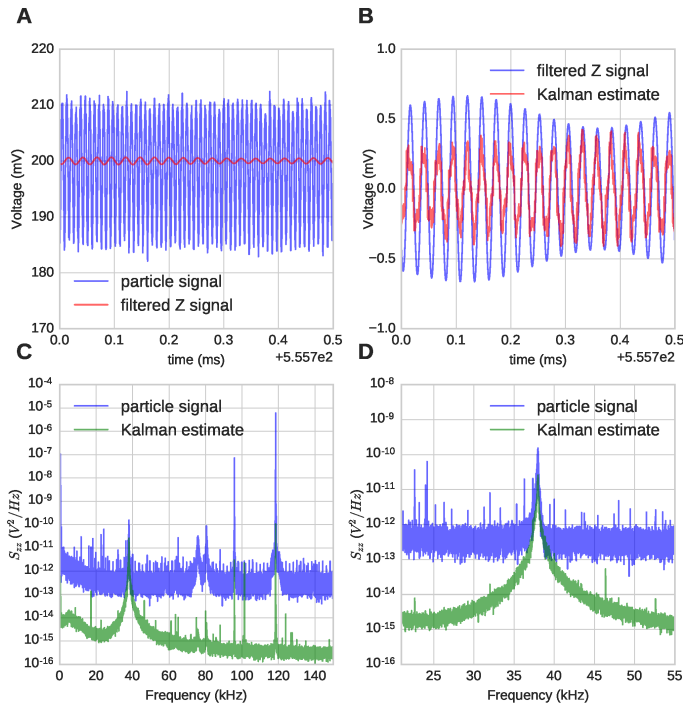 A
B
220
210
200
190
180
170
Voltage (mV)
particle signal
filtered Z signal
0.0 0.1 0.2 0.3 0.4 0.5
time (ms)
+5.557e2
1.0
0.5
0.0
−0.5
−1.0
Voltage (mV)
filtered Z signal
Kalman estimate
0.0 0.1 0.2 0.3 0.4 0.5
time (ms)
+5.557e2
C
D
10^-4
10^-5
10^-6
10^-7
10^-8
10^-9
10^-10
10^-11
10^-12
10^-13
10^-14
10^-15
10^-16
S_zz (V^2/Hz)
particle signal
Kalman estimate
0 20 40 60 80 100 120 140
Frequency (kHz)
10^-8
10^-9
10^-10
10^-11
10^-12
10^-13
10^-14
10^-15
10^-16
S_zz (V^2/Hz)
particle signal
Kalman estimate
25 30 35 40 45 50 55
Frequency (kHz)